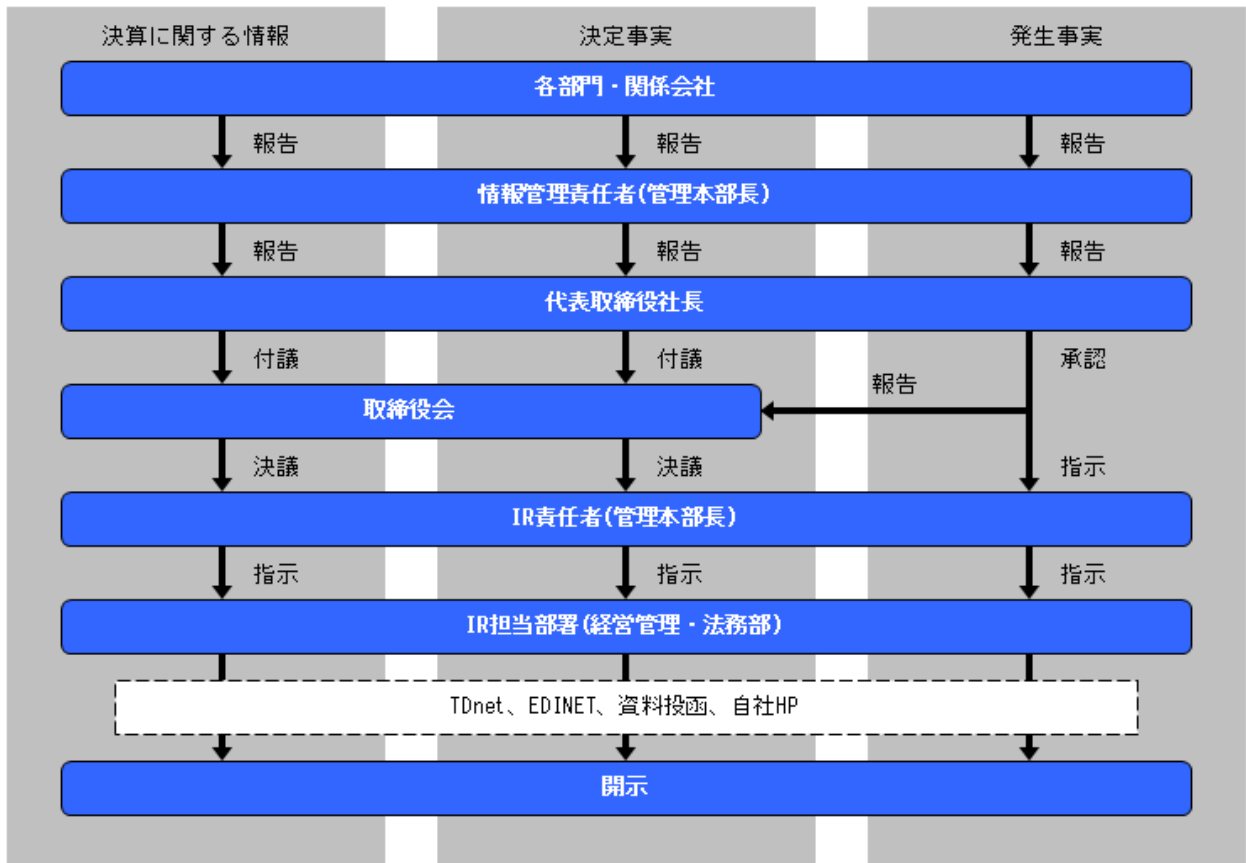 決算に関する情報
決定事実
発生事実
各部門・関係会社
報告
報告
報告
情報管理責任者(管理本部長)
報告
報告
報告
代表取締役社長
付議
付議
承認
報告
取締役会
決議
決議
指示
IR責任者(管理本部長)
指示
指示
指示
IR担当部署(経営管理・法務部)
TDnet、EDINET、資料投函、自社HP
開示